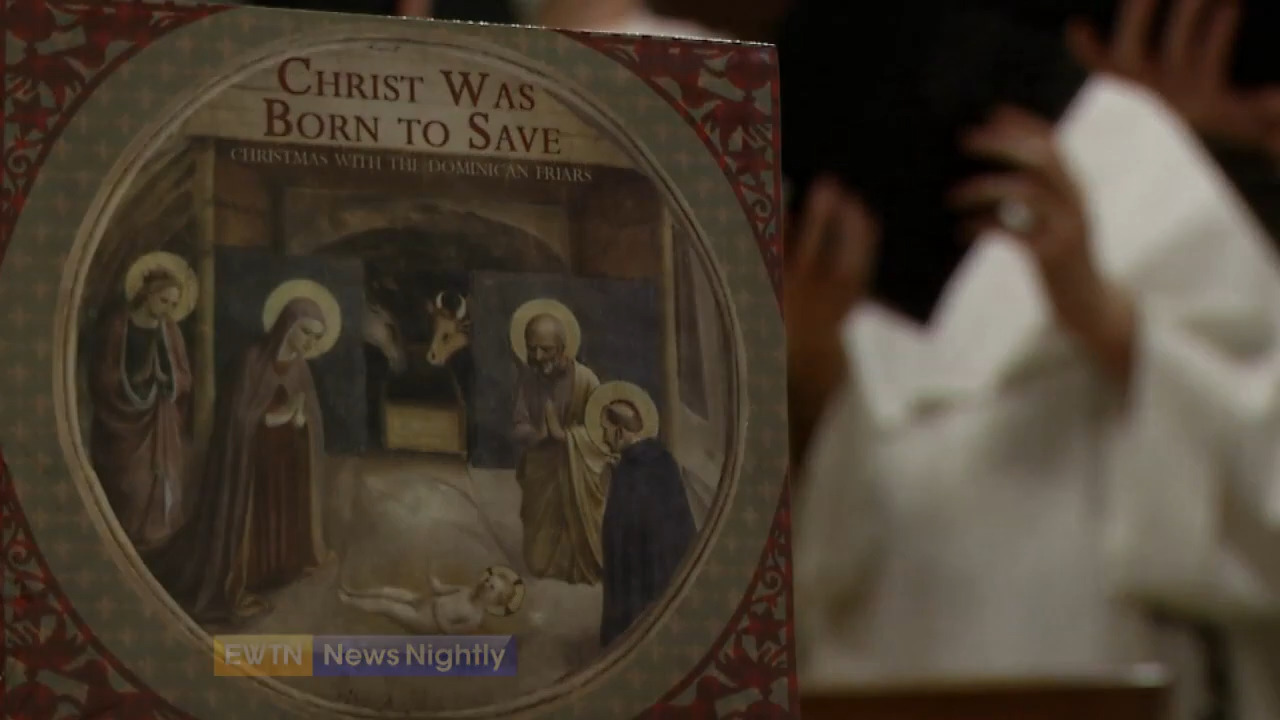 CHRIST WAS
BORN TO SAVE
CHRISTMAS WITH THE DOMINICAN FRIARS
EWTN News Nightly